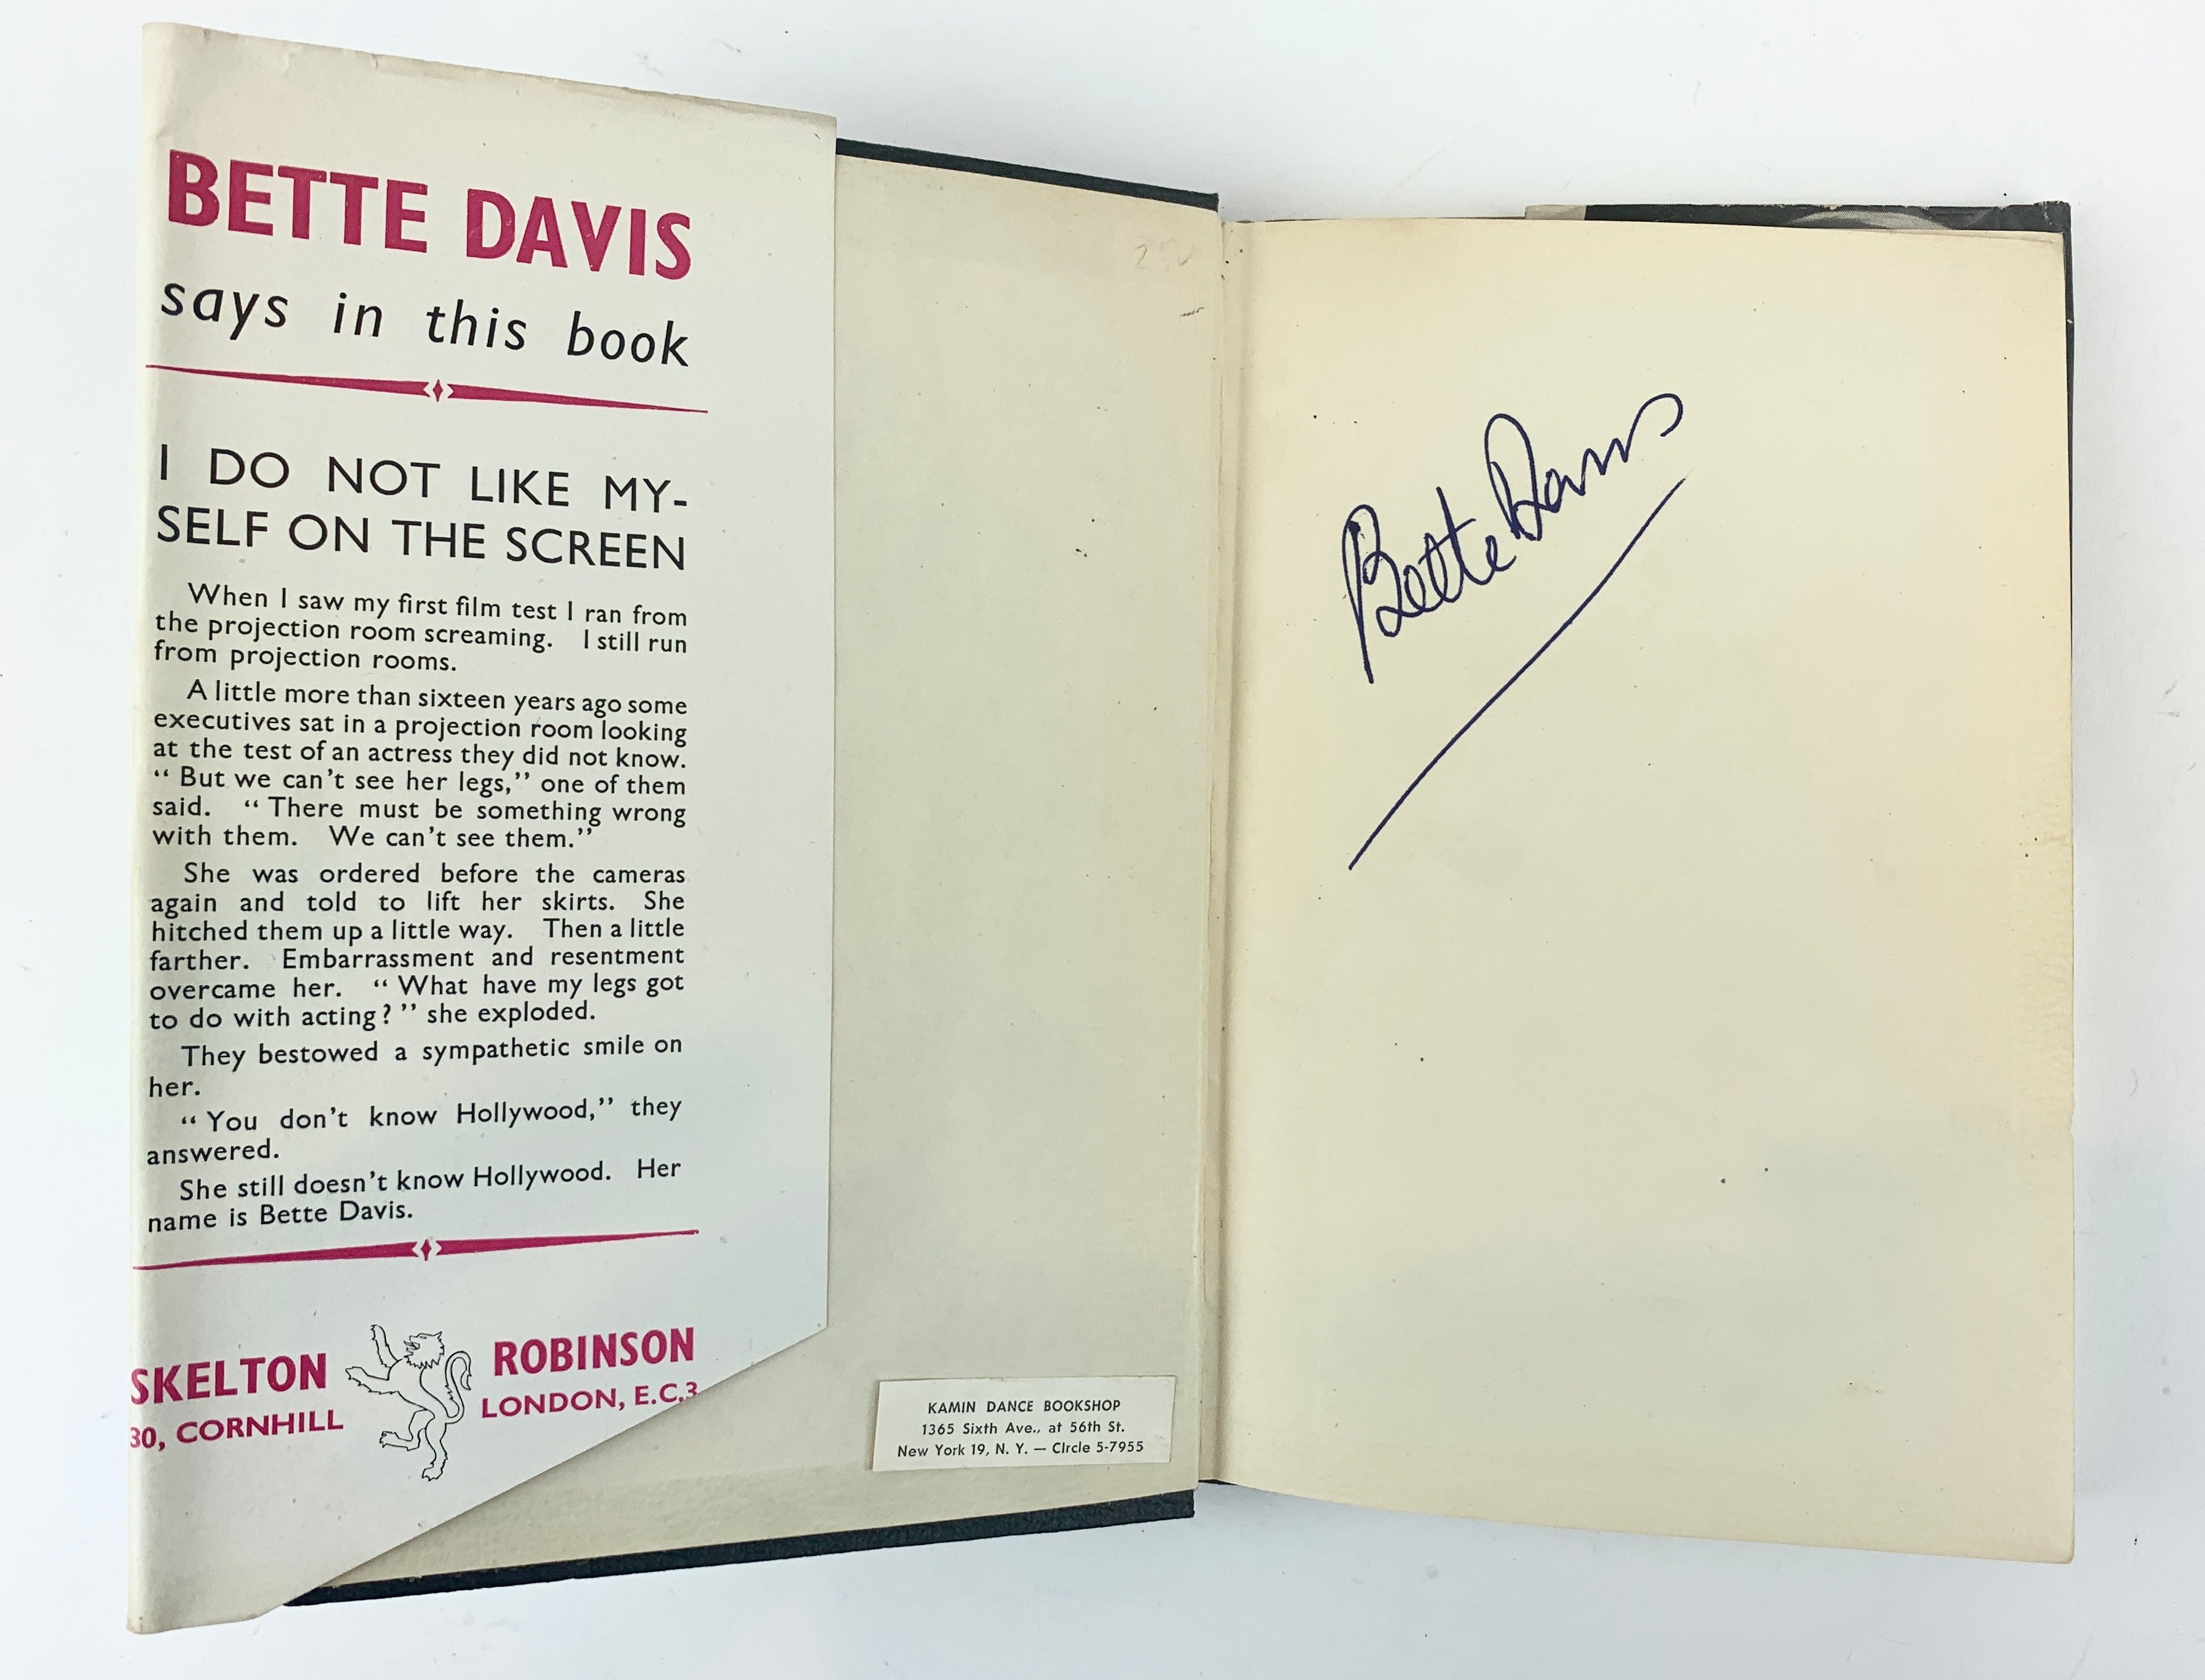 BETTE DAVIS
says in this book
I DO NOT LIKE MY-
SELF ON THE SCREEN
When I saw my first film test I ran from
the projection room screaming. I still run
from projection rooms.
A little more than sixteen years ago some
executives sat in a projection room looking
at the test of an actress they did not know.
“But we can’t see her legs,” one of them
said. “There must be something wrong
with them. We can’t see them.”
She was ordered before the cameras
again and told to lift her skirts. She
hitched them up a little way. Then a little
farther. Embarrassment and resentment
overcame her. “What have my legs got
to do with acting?” she exploded.
They bestowed a sympathetic smile on
her.
“You don’t know Hollywood,” they
answered.
She still doesn’t know Hollywood. Her
name is Bette Davis.
SKELTON ROBINSON
30, CORNHILL LONDON, E.C.3
KAMIN DANCE BOOKSHOP
1365 Sixth Ave., at 56th St.
New York 19, N. Y. — CIrcle 5-7955
Bette Davis